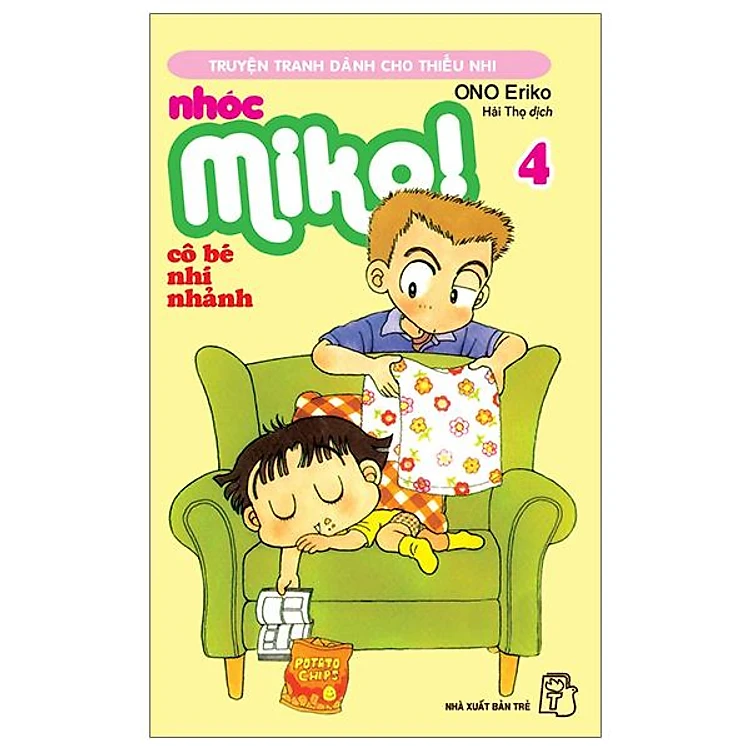 TRUYỆN TRANH DÀNH CHO THIẾU NHI
ONO Eriko
Hải Thọ dịch
nhóc
miko!
4
cô bé
nhí
nhảnh
POTATO
CHIPS
NHÀ XUẤT BẢN TRẺ
T